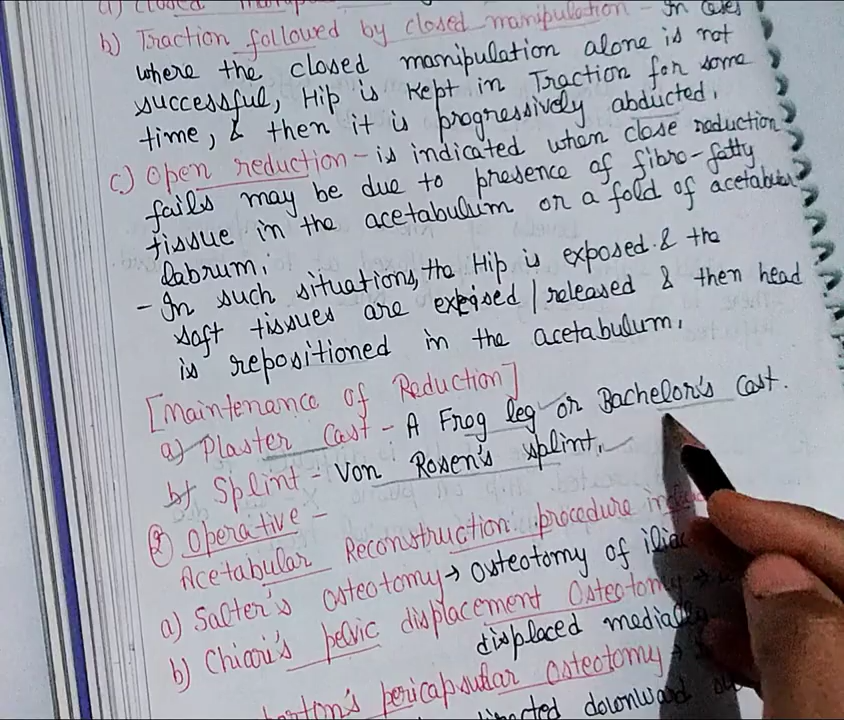 b) Traction followed by closed manipulation - In cases
where the closed manipulation alone is not
successful, Hip is kept in Traction for some
time, & then it is progressively abducted.
c) Open reduction - is indicated when close reduction
fails may be due to presence of fibro-fatty
tissue in the acetabulum or a fold of acetabular
labrum.
- In such situations, the Hip is exposed & the
soft tissues are excised / released & then head
is repositioned in the acetabulum.
[Maintenance of Reduction]
a) Plaster Cast - A Frog leg or Bachelor's Cast.
b) Splint - Von Rosen's splint.
② Operative -
Acetabular Reconstruction procedure
a) Salter's osteotomy → osteotomy of iliac
b) Chiari's pelvic displacement Osteotomy →
displaced medially
pericapsular Osteotomy →
directed downward